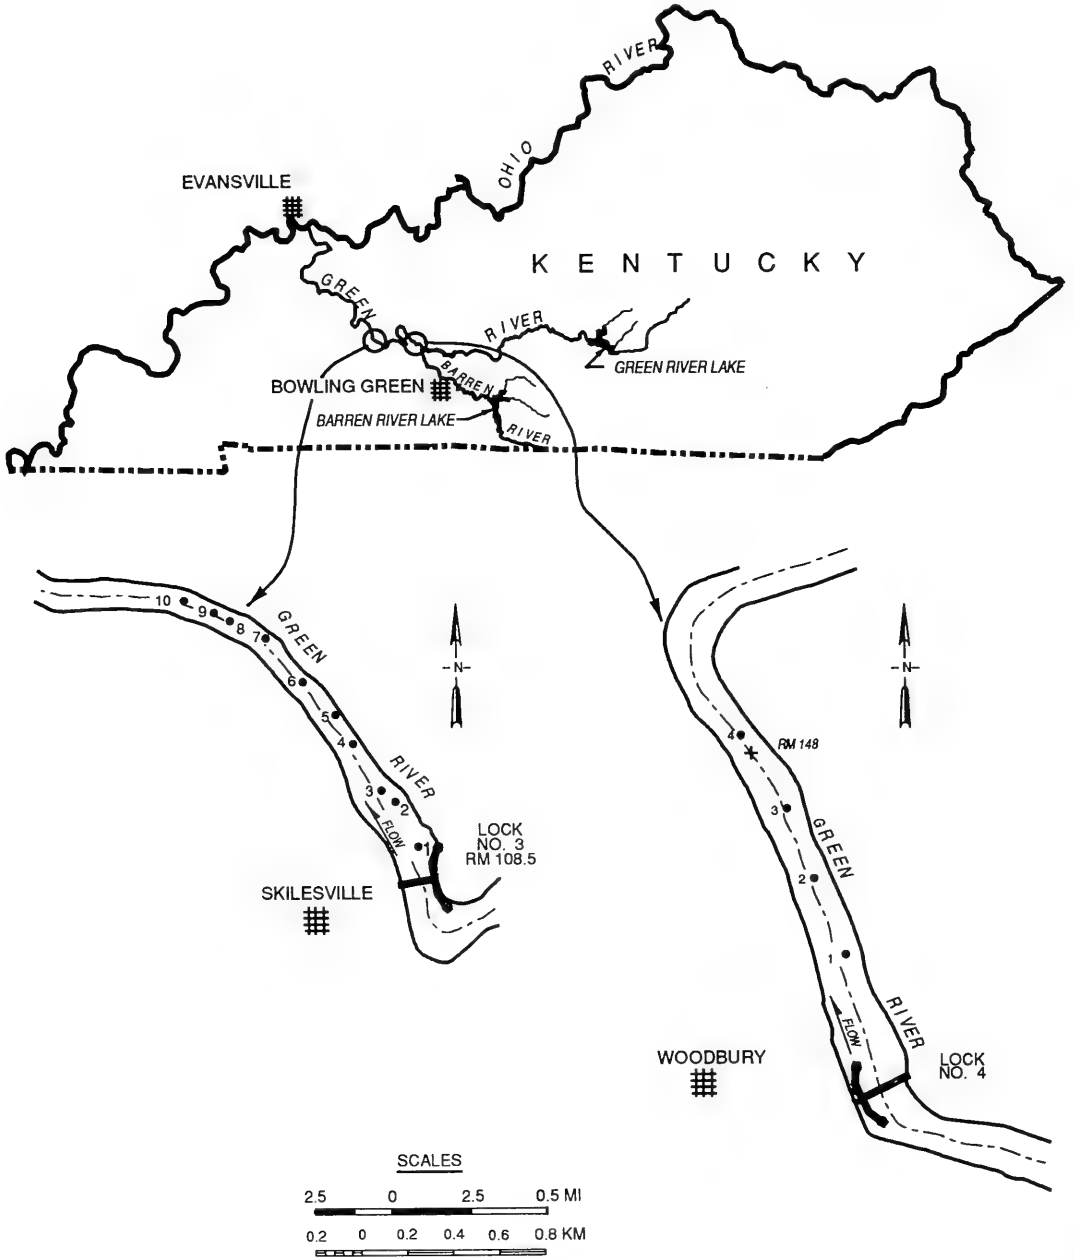 RIVER
OHIO
EVANSVILLE
KENTUCKY
GREEN
RIVER
GREEN RIVER LAKE
BARREN
BOWLING GREEN
BARREN RIVER LAKE
RIVER
10
9
8
7
GREEN
6
5
4
RIVER
3
2
FLOW
1
LOCK
NO. 3
RM 108.5
SKILESVILLE
-N-
-N-
4
RM 148
3
GREEN
2
1
RIVER
FLOW
WOODBURY
LOCK
NO. 4
SCALES
2.5 0 2.5 0.5 MI
0.2 0 0.2 0.4 0.6 0.8 KM